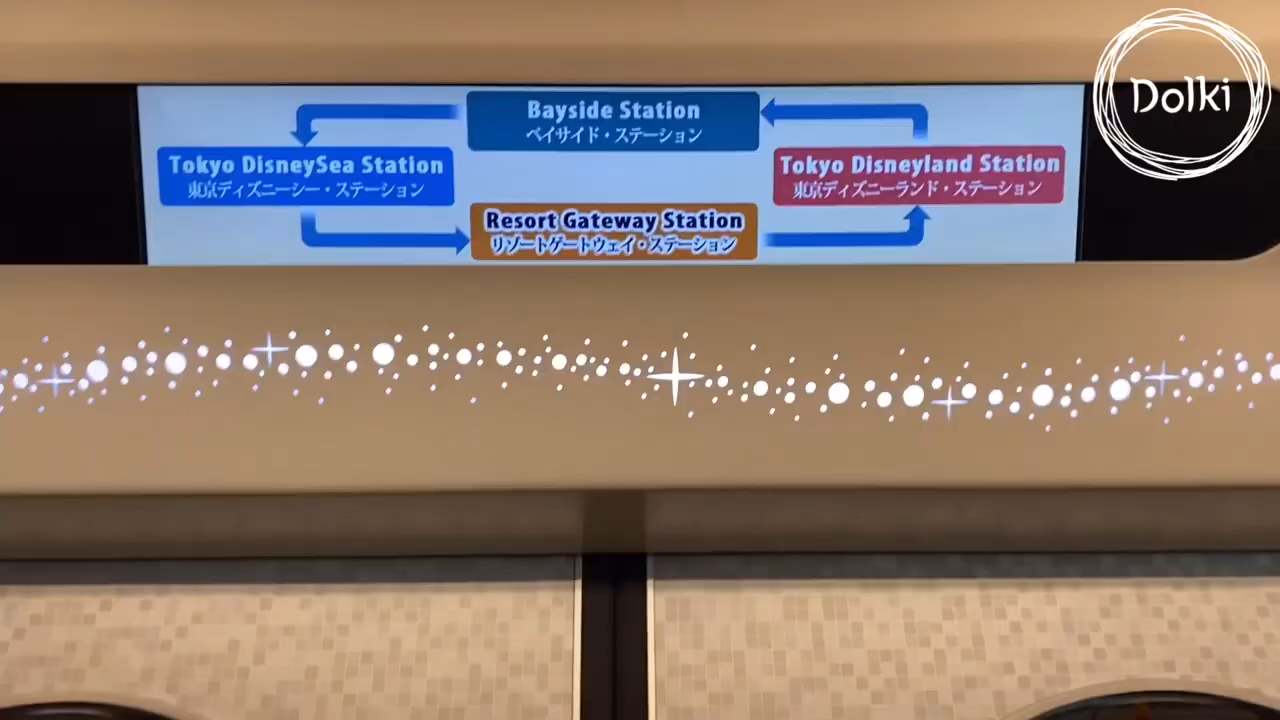 Dolki
Bayside Station
ベイサイド・ステーション
Tokyo DisneySea Station
東京ディズニーシー・ステーション
Tokyo Disneyland Station
東京ディズニーランド・ステーション
Resort Gateway Station
リゾートゲートウェイ・ステーション